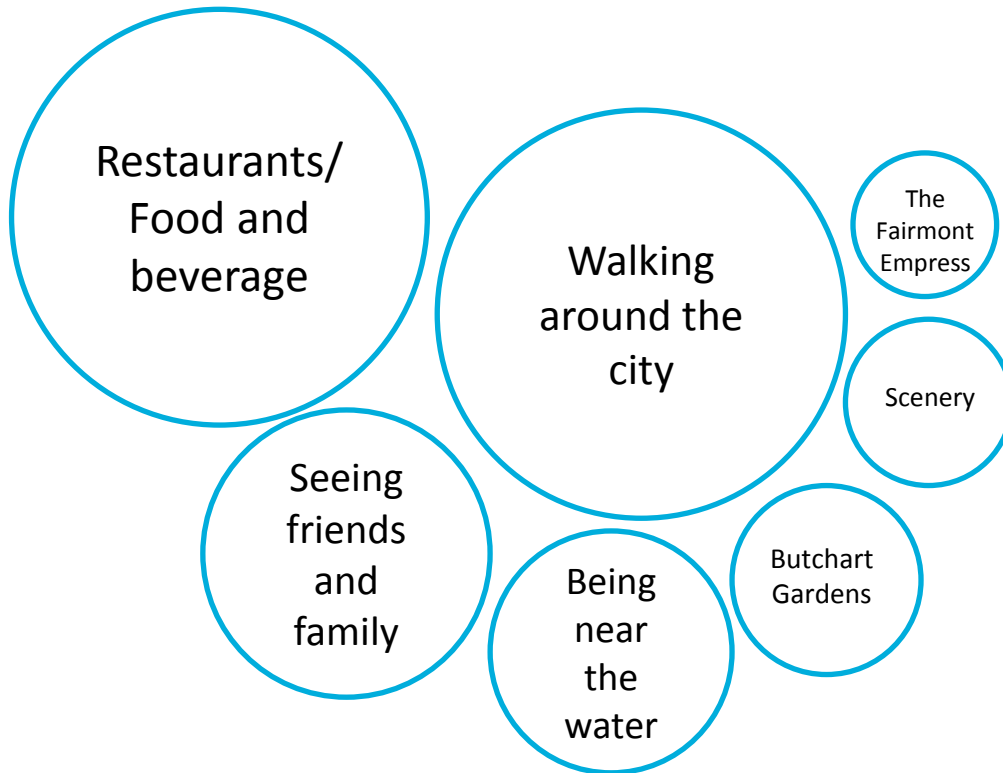 Restaurants/
Food and
beverage
Walking
around the
city
The
Fairmont
Empress
Scenery
Seeing
friends
and
family
Being
near
the
water
Butchart
Gardens